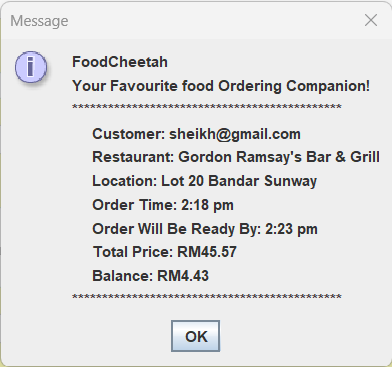 Message
FoodCheetah
Your Favourite food Ordering Companion!
*********************************************
Customer: sheikh@gmail.com
Restaurant: Gordon Ramsay's Bar & Grill
Location: Lot 20 Bandar Sunway
Order Time: 2:18 pm
Order Will Be Ready By: 2:23 pm
Total Price: RM45.57
Balance: RM4.43
*********************************************
OK